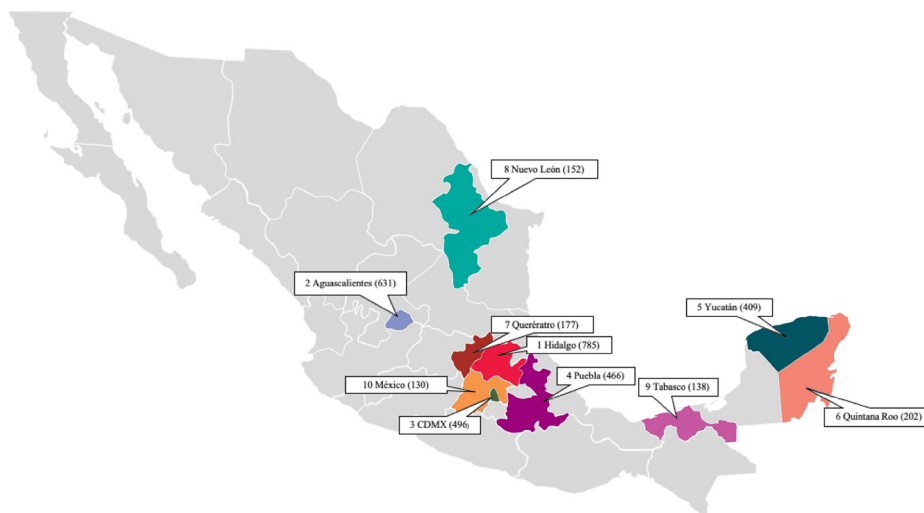 8 Nuevo León (152)
2 Aguascalientes (631)
5 Yucatán (409)
7 Querératro (177)
1 Hidalgo (785)
4 Puebla (466)
10 México (130)
9 Tabasco (138)
6 Quintana Roo (202)
3 CDMX (496)